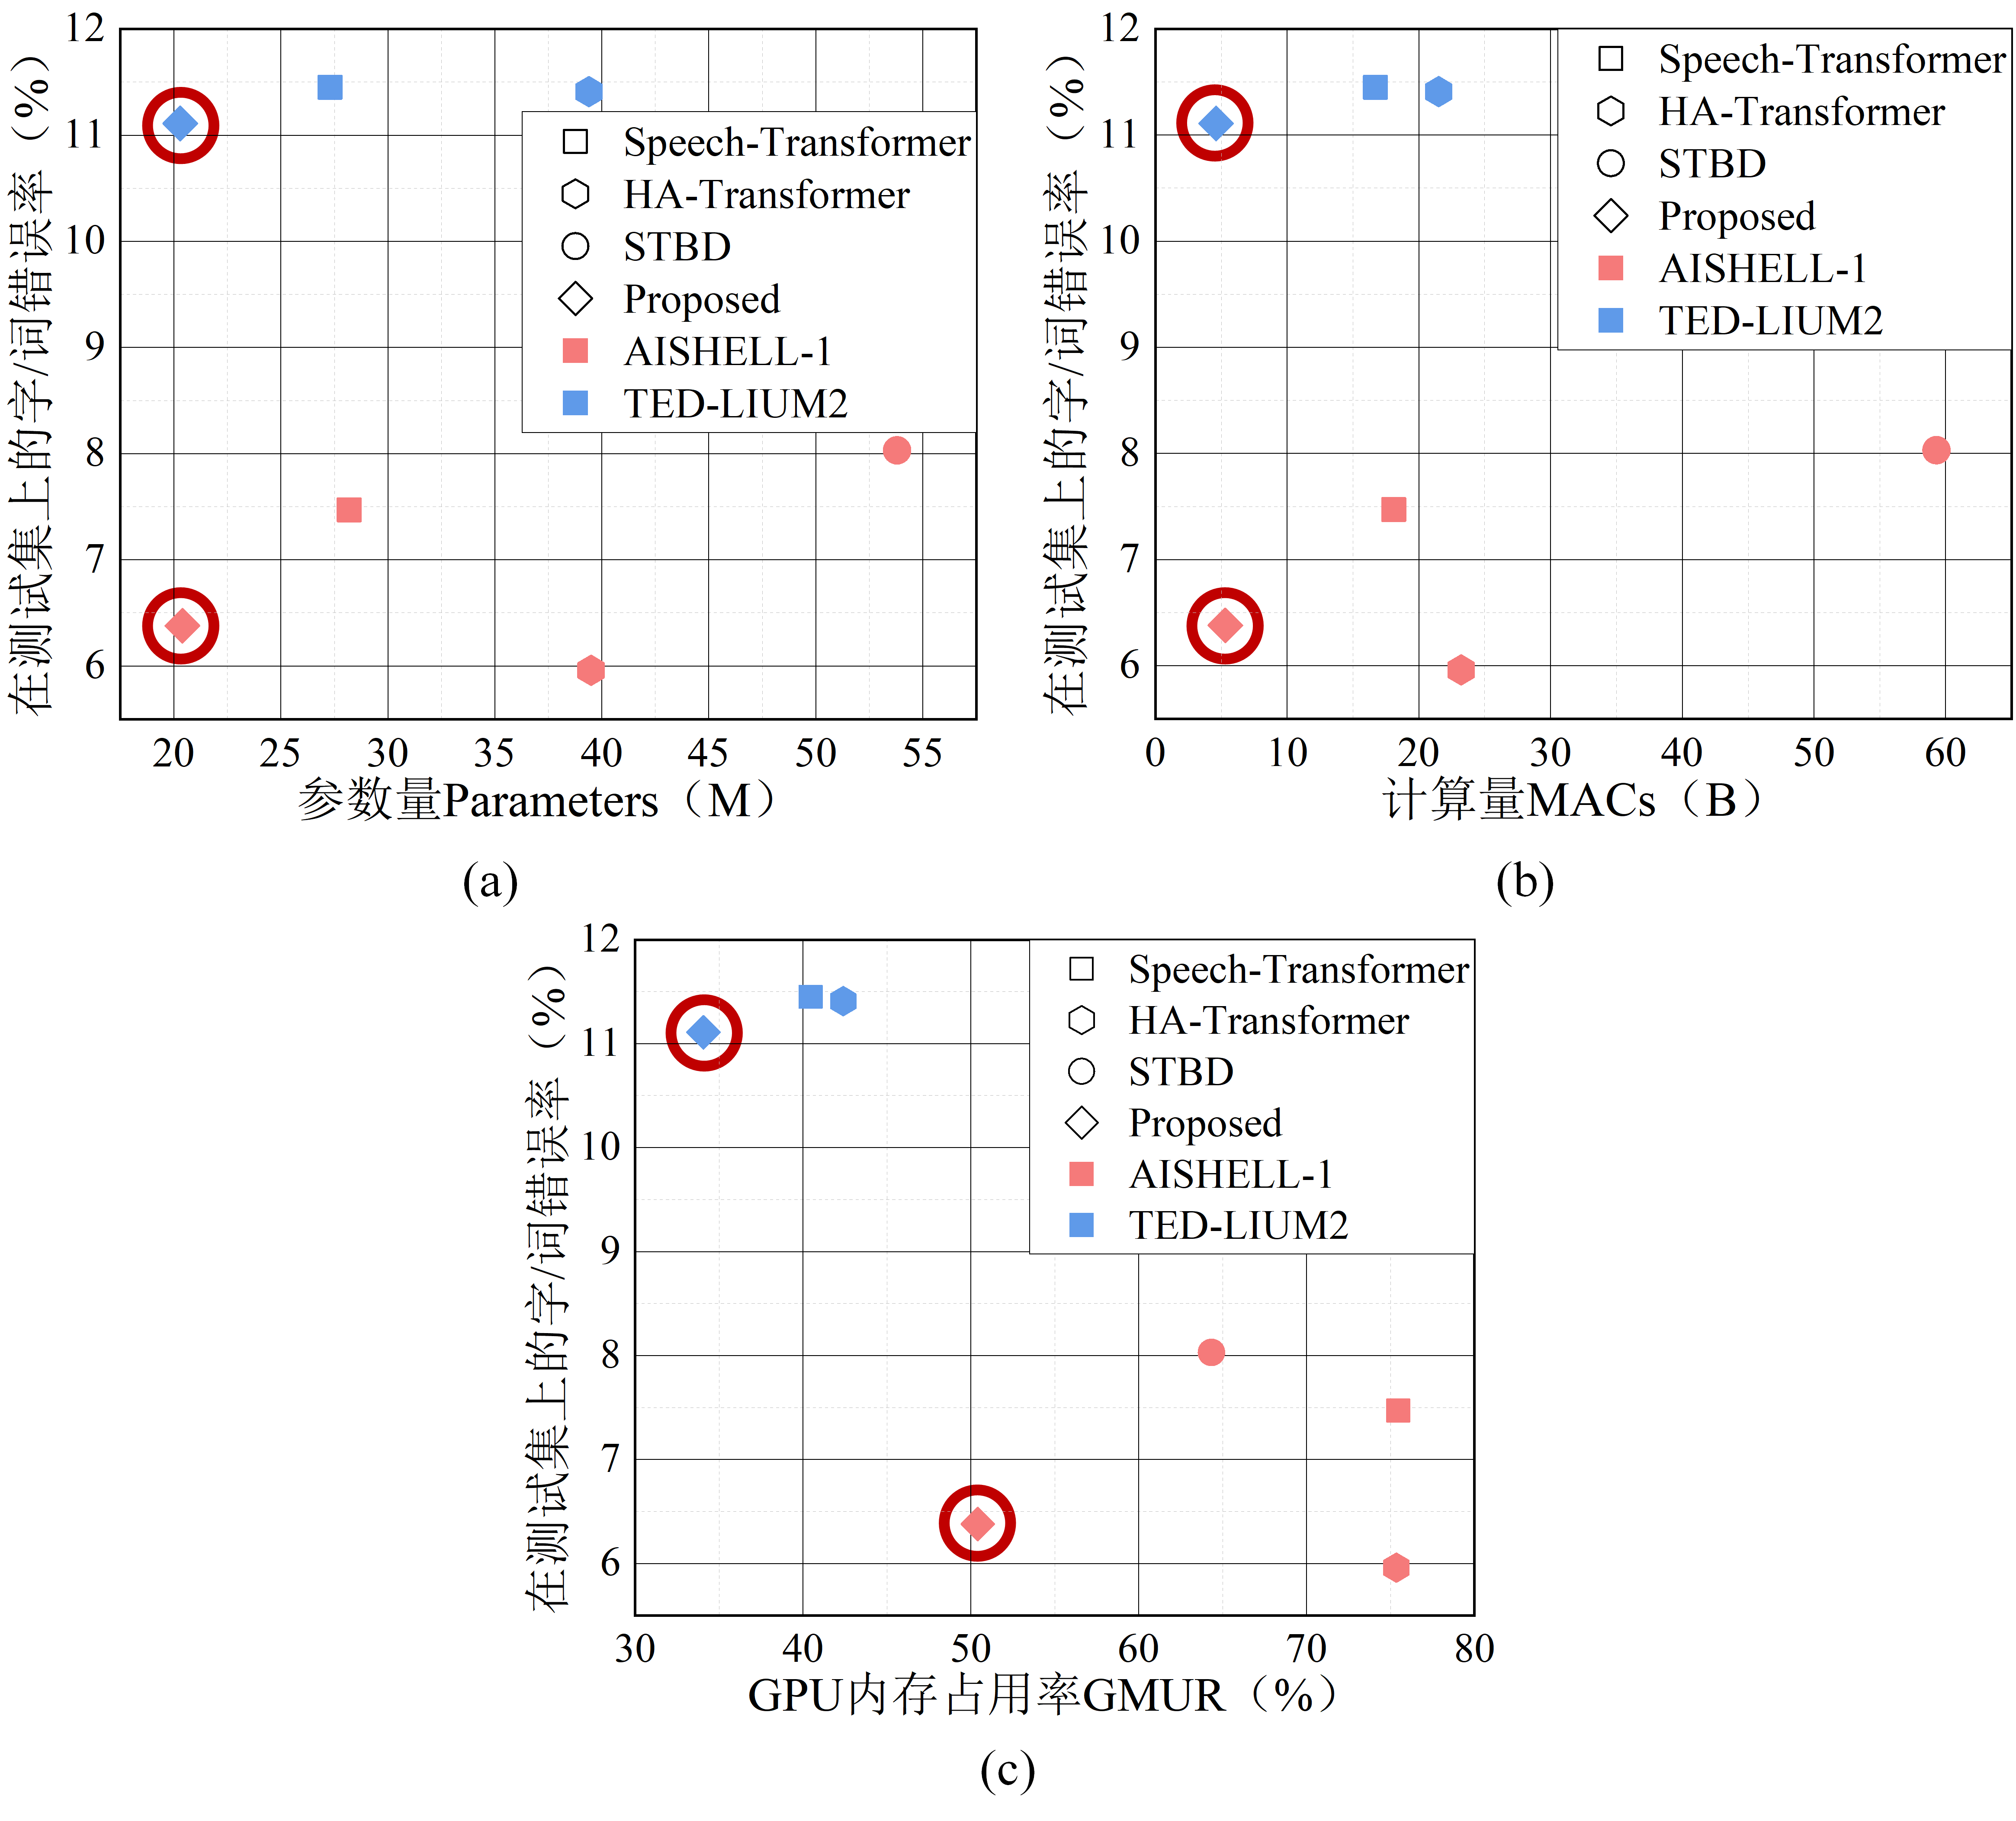 在测试集上的字/词错误率（%）
12
11
10
9
8
7
6
Speech-Transformer
HA-Transformer
STBD
Proposed
AISHELL-1
TED-LIUM2
20 25 30 35 40 45 50 55
参数量Parameters（M）
(a)
在测试集上的字/词错误率（%）
12
11
10
9
8
7
6
Speech-Transformer
HA-Transformer
STBD
Proposed
AISHELL-1
TED-LIUM2
0 10 20 30 40 50 60
计算量MACs（B）
(b)
在测试集上的字/词错误率（%）
12
11
10
9
8
7
6
Speech-Transformer
HA-Transformer
STBD
Proposed
AISHELL-1
TED-LIUM2
30 40 50 60 70 80
GPU内存占用率GMUR（%）
(c)